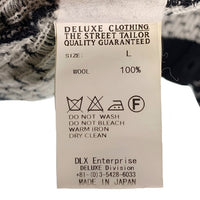 DELUXE CLOTHING
THE STREET TAILOR
QUALITY GUARANTEED
SIZE: L
WOOL 100%
DO NOT WASH
DO NOT BLEACH
WARM IRON
DRY CLEAN
DLX Enterprise
DELUXE Division
+81-(0)3-5428-6033
MADE IN JAPAN